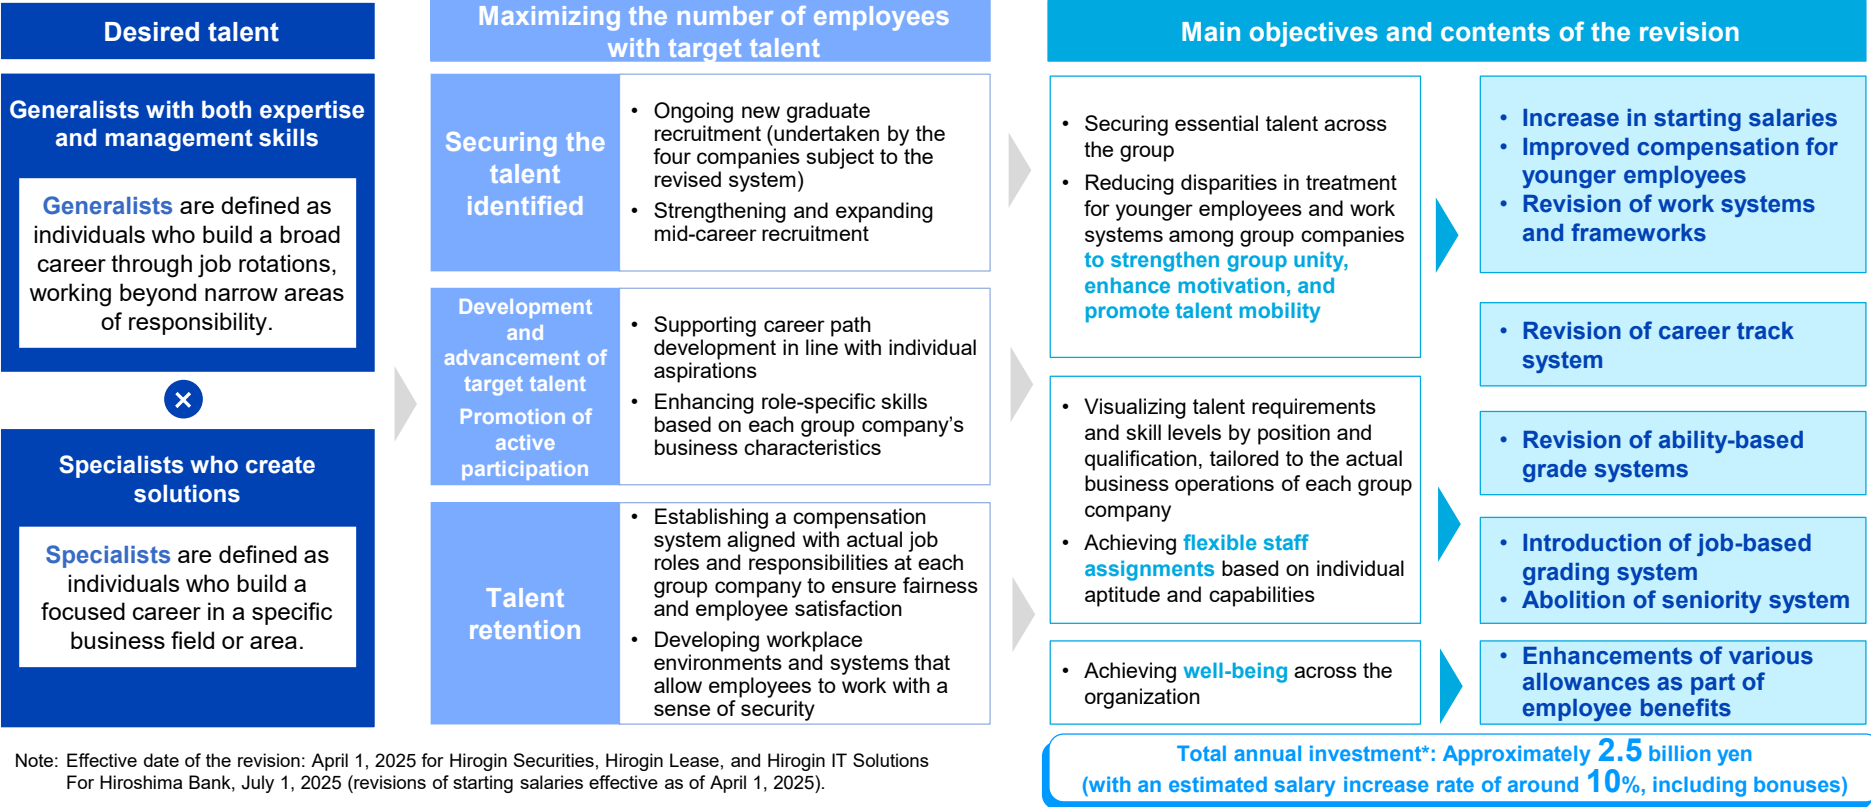 Desired talent
Generalists with both expertise
and management skills
Generalists are defined as
individuals who build a broad
career through job rotations,
working beyond narrow areas
of responsibility.
×
Specialists who create
solutions
Specialists are defined as
individuals who build a
focused career in a specific
business field or area.
Maximizing the number of employees
with target talent
Securing the
talent
identified
• Ongoing new graduate
recruitment (undertaken by the
four companies subject to the
revised system)
• Strengthening and expanding
mid-career recruitment
Development
and
advancement of
target talent
Promotion of
active
participation
• Supporting career path
development in line with individual
aspirations
• Enhancing role-specific skills
based on each group company's
business characteristics
Talent
retention
• Establishing a compensation
system aligned with actual job
roles and responsibilities at each
group company to ensure fairness
and employee satisfaction
• Developing workplace
environments and systems that
allow employees to work with a
sense of security
Main objectives and contents of the revision
• Securing essential talent across
the group
• Reducing disparities in treatment
for younger employees and work
systems among group companies
to strengthen group unity,
enhance motivation, and
promote talent mobility
• Visualizing talent requirements
and skill levels by position and
qualification, tailored to the actual
business operations of each group
company
• Achieving flexible staff
assignments based on individual
aptitude and capabilities
• Achieving well-being across the
organization
• Increase in starting salaries
• Improved compensation for
younger employees
• Revision of work systems
and frameworks
• Revision of career track
system
• Revision of ability-based
grade systems
• Introduction of job-based
grading system
• Abolition of seniority system
• Enhancements of various
allowances as part of
employee benefits
Total annual investment*: Approximately 2.5 billion yen
(with an estimated salary increase rate of around 10%, including bonuses)
Note: Effective date of the revision: April 1, 2025 for Hirogin Securities, Hirogin Lease, and Hirogin IT Solutions
For Hiroshima Bank, July 1, 2025 (revisions of starting salaries effective as of April 1, 2025).